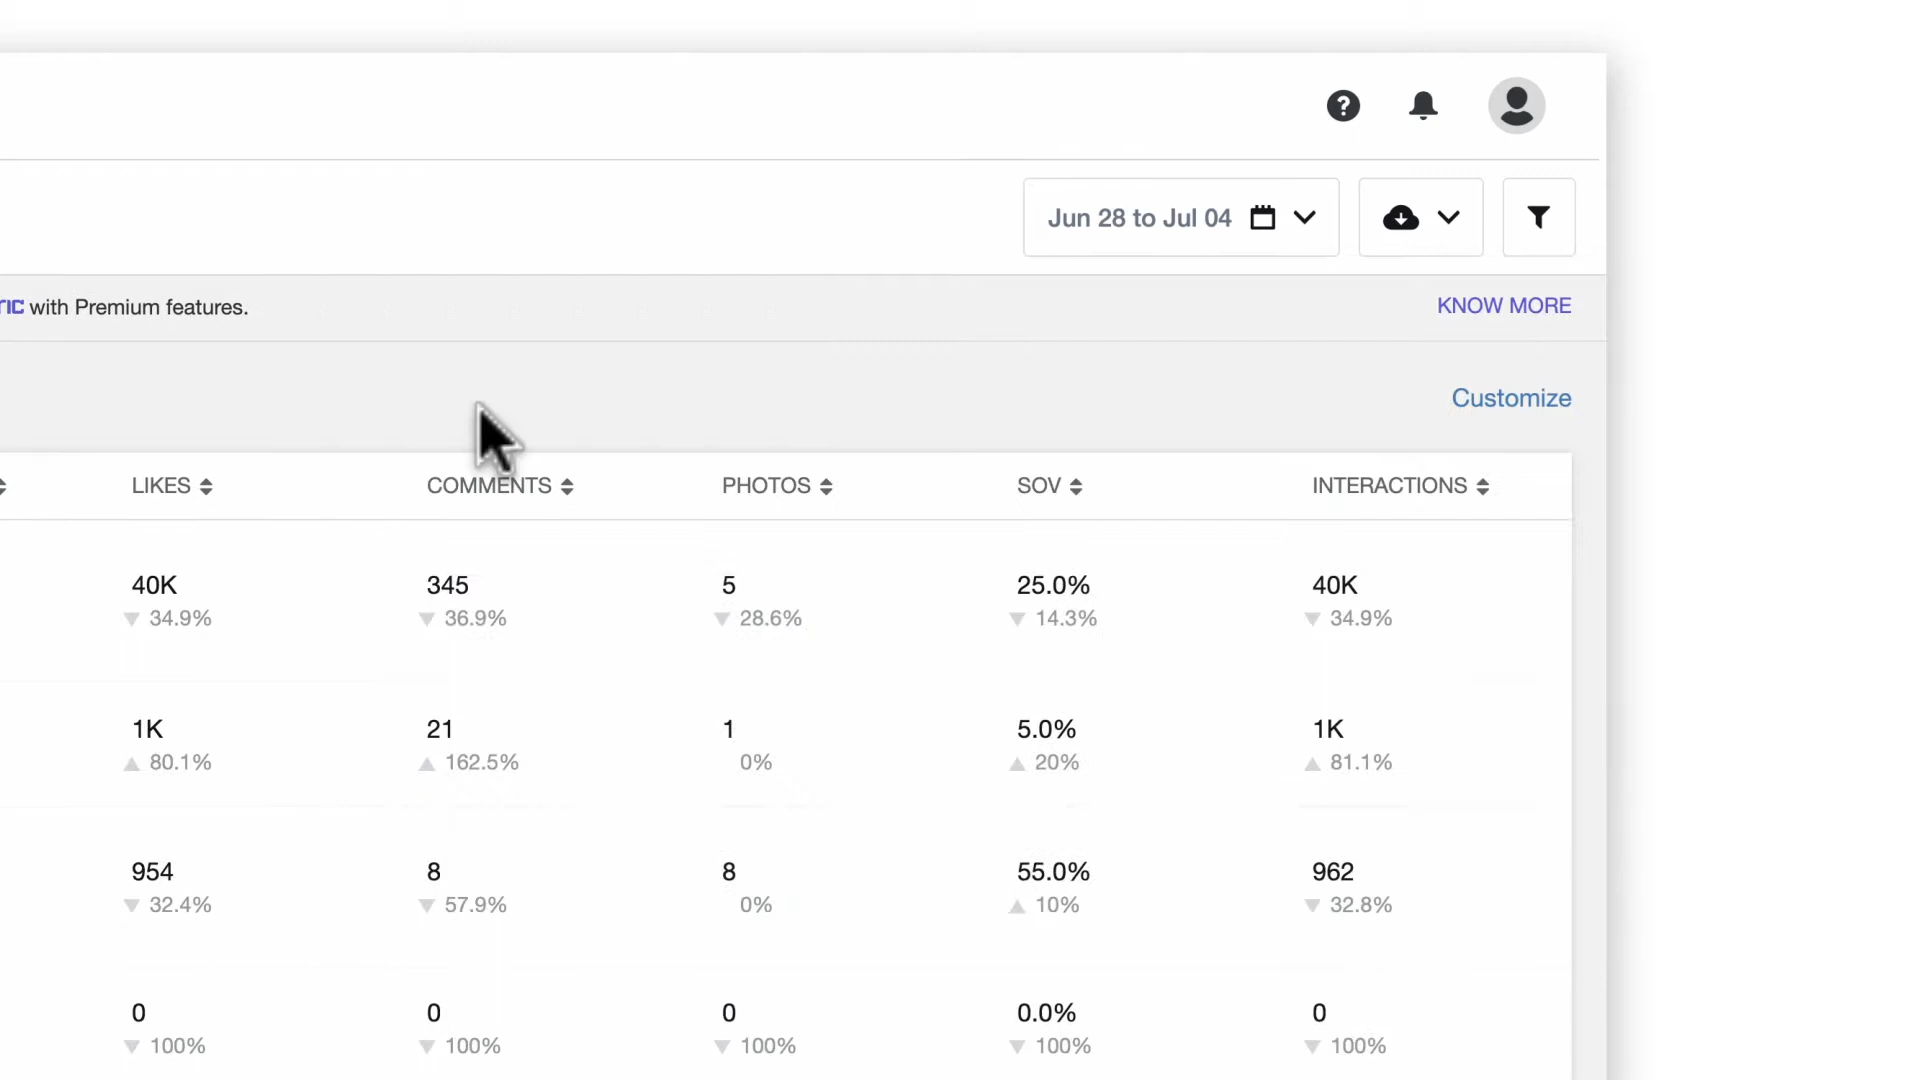 Jun 28 to Jul 04
with Premium features.
KNOW MORE
Customize
LIKES COMMENTS PHOTOS SOV INTERACTIONS
40K 345 5 25.0% 40K
34.9% 36.9% 28.6% 14.3% 34.9%
1K 21 1 5.0% 1K
80.1% 162.5% 0% 20% 81.1%
954 8 8 55.0% 962
32.4% 57.9% 0% 10% 32.8%
0 0 0 0.0% 0
100% 100% 100% 100% 100%